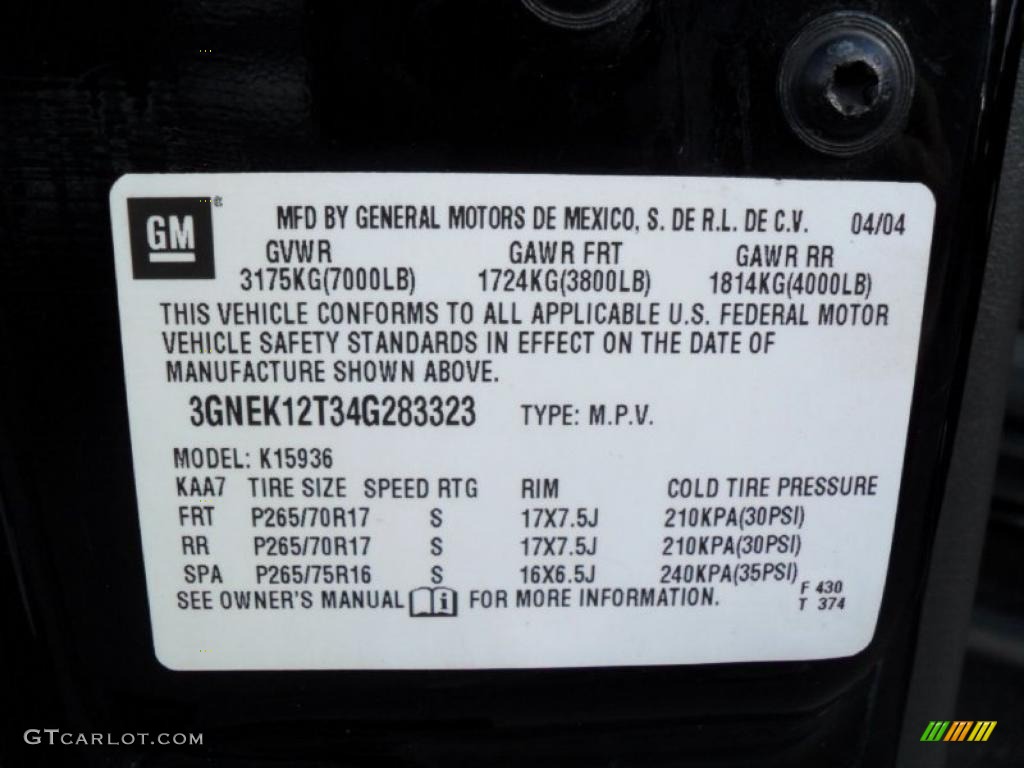 GM MFD BY GENERAL MOTORS DE MEXICO, S. DE R.L. DE C.V. 04/04
GVWR GAWR FRT GAWR RR
3175KG(7000LB) 1724KG(3800LB) 1814KG(4000LB)
THIS VEHICLE CONFORMS TO ALL APPLICABLE U.S. FEDERAL MOTOR
VEHICLE SAFETY STANDARDS IN EFFECT ON THE DATE OF
MANUFACTURE SHOWN ABOVE.
3GNEK12T34G283323 TYPE: M.P.V.
MODEL: K15936
KAA7 TIRE SIZE SPEED RTG RIM COLD TIRE PRESSURE
FRT P265/70R17 S 17X7.5J 210KPA(30PSI)
RR P265/70R17 S 17X7.5J 210KPA(30PSI)
SPA P265/75R16 S 16X6.5J 240KPA(35PSI)
SEE OWNER'S MANUAL i FOR MORE INFORMATION.
F 430
T 374
GTCARLOT.COM